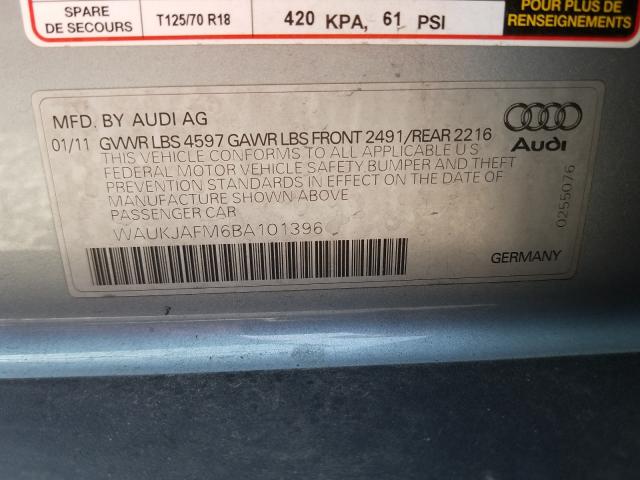 SPARE
DE SECOURS
T125/70 R18
420 KPA, 61 PSI
POUR PLUS DE
RENSEIGNEMENTS
MFD. BY AUDI AG
01/11 GVWR LBS 4597 GAWR LBS FRONT 2491/REAR 2216
THIS VEHICLE CONFORMS TO ALL APPLICABLE U S
FEDERAL MOTOR VEHICLE SAFETY BUMPER AND THEFT
PREVENTION STANDARDS IN EFFECT ON THE DATE OF
MANUFACTURE SHOWN ABOVE
PASSENGER CAR
WAUKJAFM6BA101396
Audi
0255076
GERMANY